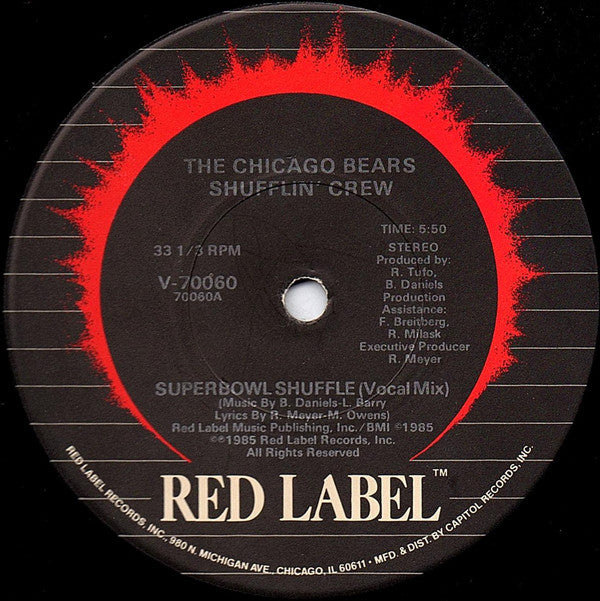 THE CHICAGO BEARS
SHUFFLIN' CREW
TIME: 5:50
33 1/3 RPM
STEREO
V-70060
70060A
Produced by:
R. Tufo,
B. Daniels
Production
Assistance:
F. Breitberg,
R. Milask
Executive Producer
R. Meyer
SUPERBOWL SHUFFLE (Vocal Mix)
(Music By B. Daniels-L. Barry
Lyrics By R. Meyer-M. Owens)
Red Label Music Publishing, Inc./BMI ©1985
©℗1985 Red Label Records, Inc.
All Rights Reserved
RED LABEL™
RED LABEL RECORDS, INC. 980 N. MICHIGAN AVE., CHICAGO, IL 60611 • MFD. & DIST. BY CAPITOL RECORDS, INC.